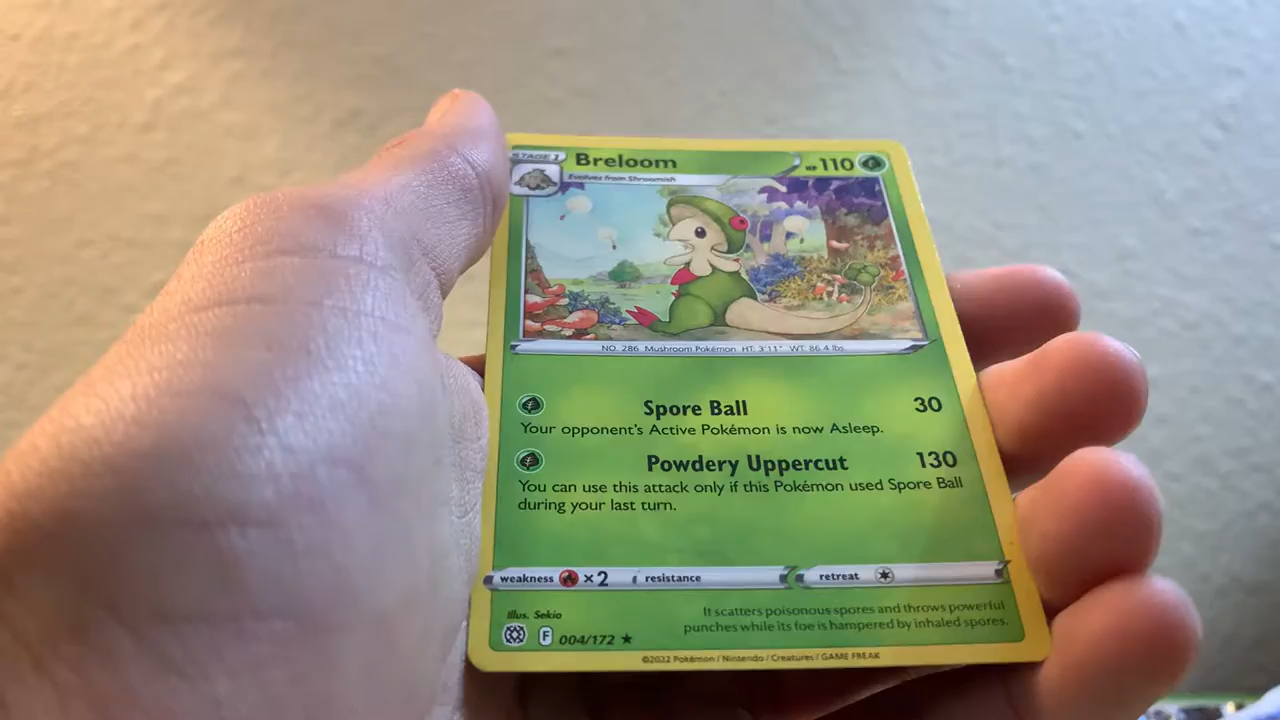 STAGE 1
Breloom
HP 110
Evolves from Shroomish
NO. 286 Mushroom Pokémon HT: 3'11" WT: 86.4 lbs.
Spore Ball 30
Your opponent's Active Pokémon is now Asleep.
Powdery Uppercut 130
You can use this attack only if this Pokémon used Spore Ball
during your last turn.
weakness ×2 resistance retreat
Illus. Sekio
It scatters poisonous spores and throws powerful
punches while its foe is hampered by inhaled spores.
F 004/172 ★
©2022 Pokémon / Nintendo / Creatures / GAME FREAK